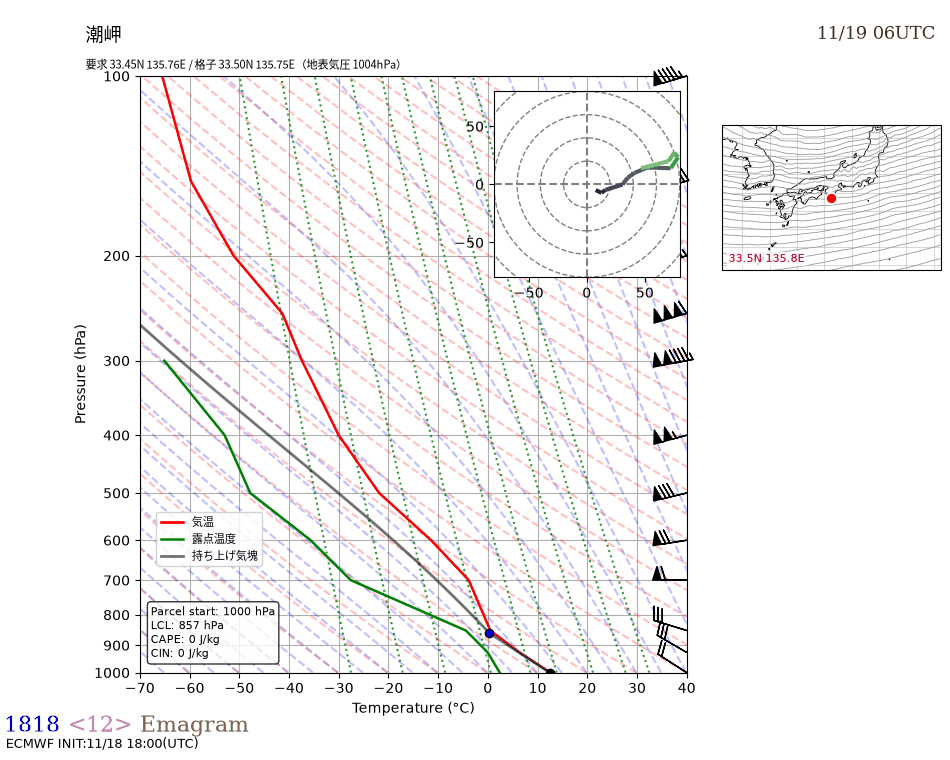 潮岬
11/19 06UTC
要求 33.45N 135.76E / 格子 33.50N 135.75E（地表気圧 1004hPa）
100
200
300
400
500
600
700
800
900
1000
Pressure (hPa)
50
0
−50
−50 0 50
33.5N 135.8E
気温
露点温度
持ち上げ気塊
Parcel start: 1000 hPa
LCL: 857 hPa
CAPE: 0 J/kg
CIN: 0 J/kg
−70 −60 −50 −40 −30 −20 −10 0 10 20 30 40
Temperature (°C)
1818 <12> Emagram
ECMWF INIT:11/18 18:00(UTC)